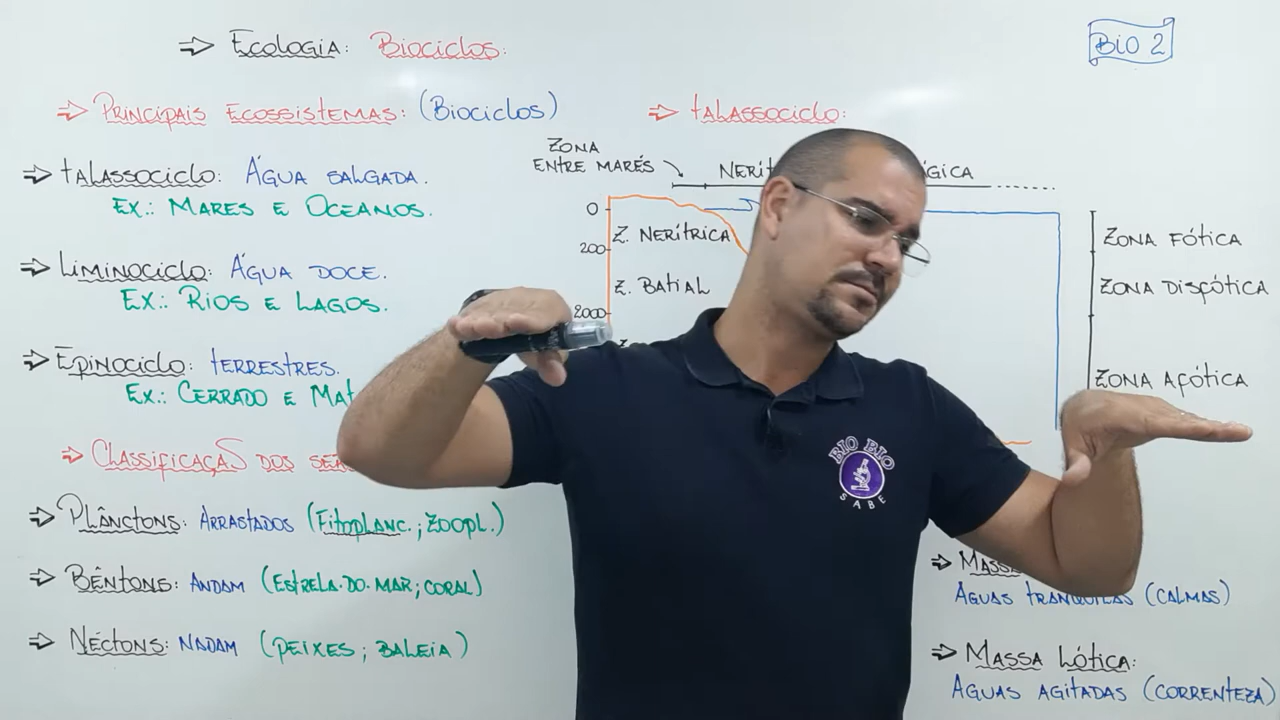 ⇒ Ecologia: Biociclos:
BIO 2
⇒ Principais Ecossistemas: (Biociclos)
⇒ Talassociclo: Água salgada.
Ex.: Mares e Oceanos.
⇒ Liminociclo: Água doce.
Ex.: Rios e Lagos.
⇒ Epinociclo: terrestres.
Ex.: Cerrado e
⇒ Classificação dos
⇒ Plânctons: Arrastados (Fitoplanc.; Zoopl.)
⇒ Bêntons: Andam (Estrela-do-mar; coral)
⇒ Néctons: Nadam (peixes; baleia)
⇒ Talassociclo:
Zona
entre marés
0
200
2000
Z. Nerítrica
Z. Batial
Zona Fótica
Zona Disfótica
Zona Afótica
BIO BIO
SABE
⇒ Massa
Águas tranquilas (calmas)
⇒ Massa Lótica:
Águas agitadas (correnteza)